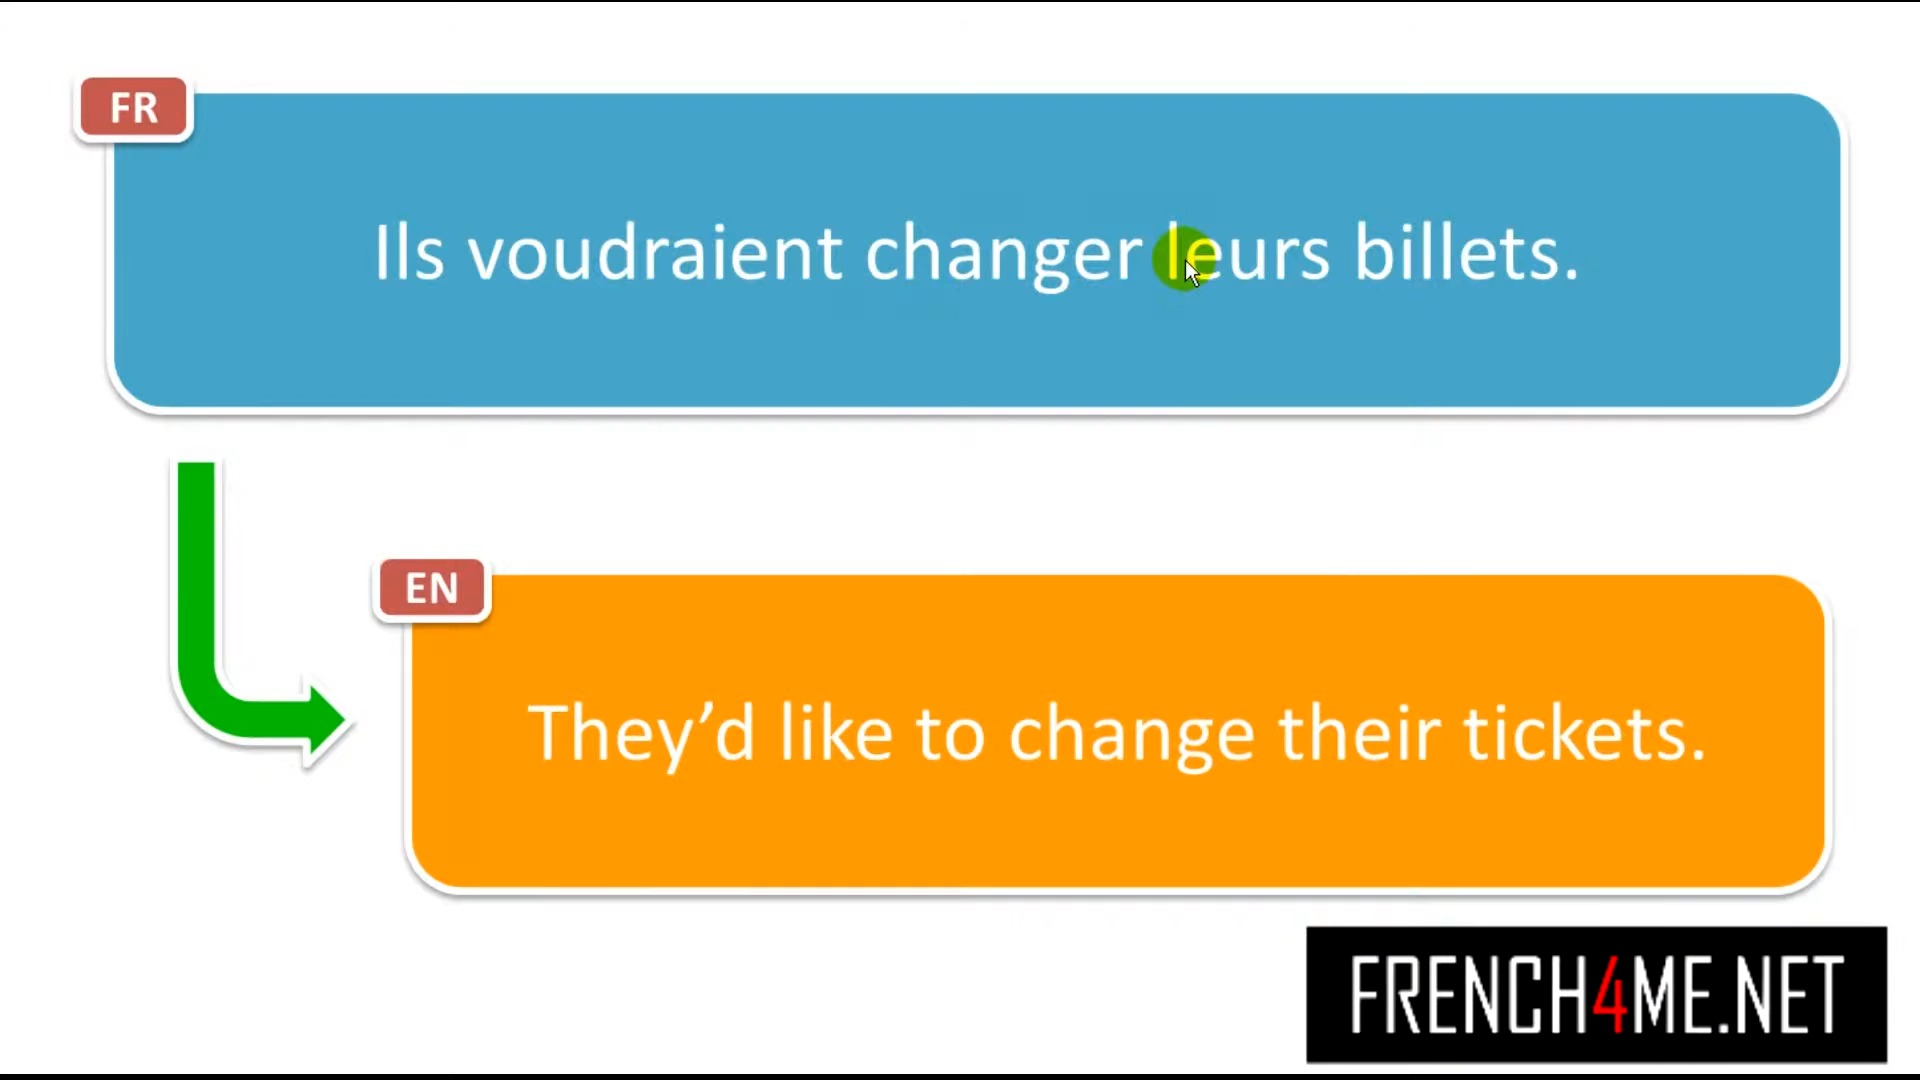 FR
Ils voudraient changer leurs billets.
EN
They’d like to change their tickets.
FRENCH4ME.NET